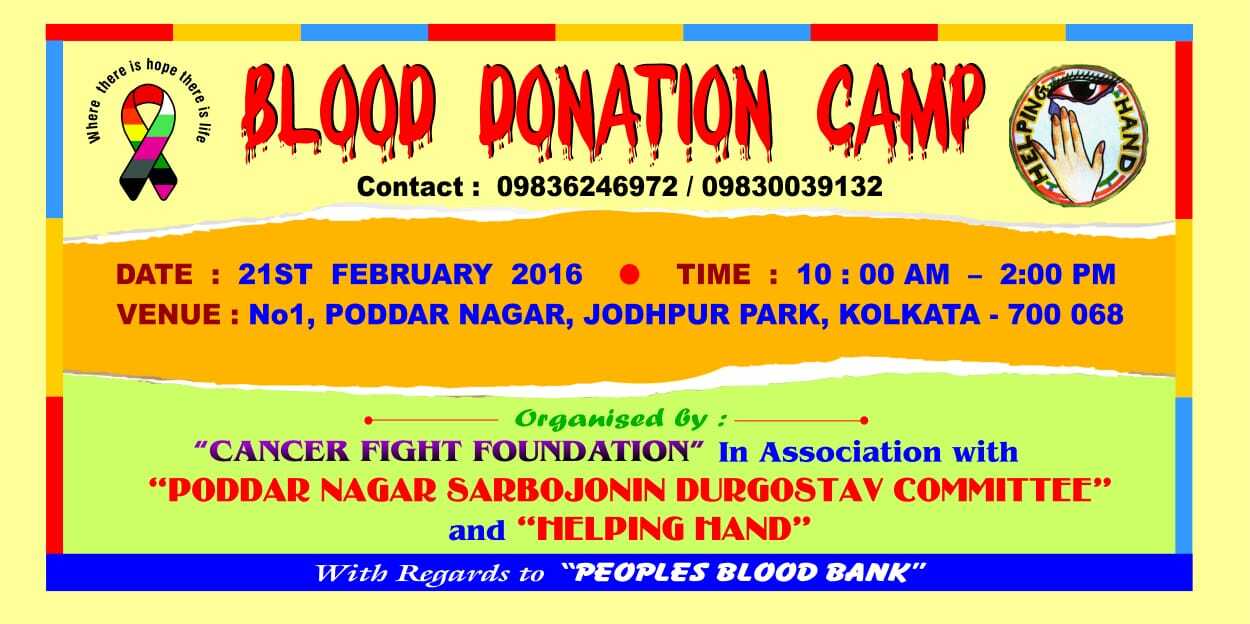 Where there is hope there is life
BLOOD DONATION CAMP
HELPING HAND
Contact : 09836246972 / 09830039132
DATE : 21ST FEBRUARY 2016 ● TIME : 10 : 00 AM – 2:00 PM
VENUE : No1, PODDAR NAGAR, JODHPUR PARK, KOLKATA - 700 068
Organised by :
"CANCER FIGHT FOUNDATION" In Association with
"PODDAR NAGAR SARBOJONIN DURGOSTAV COMMITTEE"
and "HELPING HAND"
With Regards to "PEOPLES BLOOD BANK"